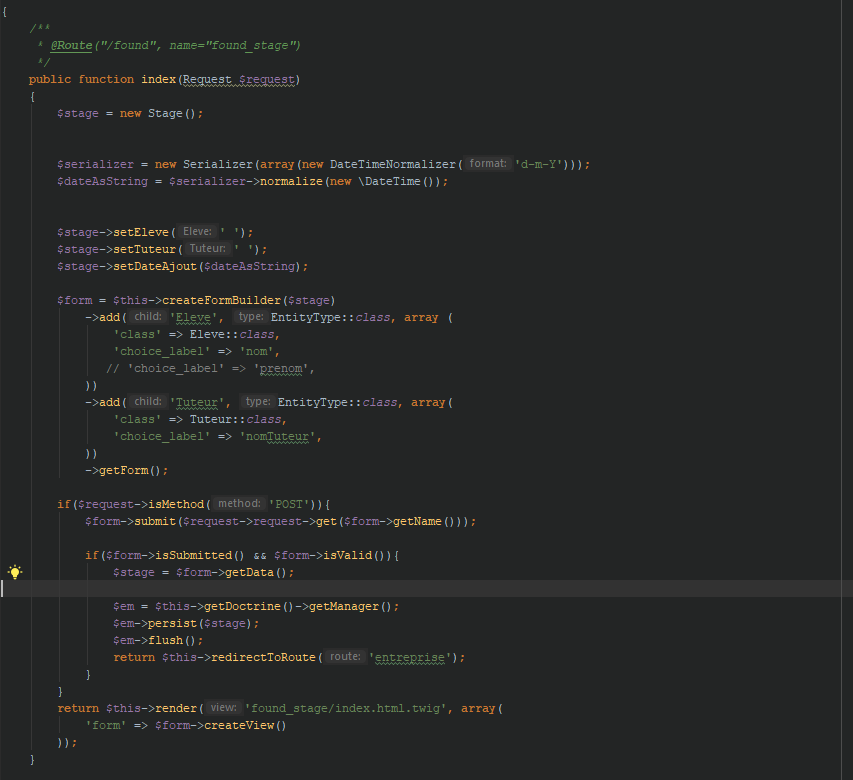 {
/**
* @Route("/found", name="found_stage")
*/
public function index(Request $request)
{
$stage = new Stage();
$serializer = new Serializer(array(new DateTimeNormalizer( format: 'd-m-Y')));
$dateAsString = $serializer->normalize(new \DateTime());
$stage->setEleve( Eleve: ' ');
$stage->setTuteur( Tuteur: ' ');
$stage->setDateAjout($dateAsString);
$form = $this->createFormBuilder($stage)
->add( child: 'Eleve', type: EntityType::class, array (
'class' => Eleve::class,
'choice_label' => 'nom',
// 'choice_label' => 'prenom',
))
->add( child: 'Tuteur', type: EntityType::class, array(
'class' => Tuteur::class,
'choice_label' => 'nomTuteur',
))
->getForm();
if($request->isMethod( method: 'POST')){
$form->submit($request->request->get($form->getName()));
if($form->isSubmitted() && $form->isValid()){
$stage = $form->getData();
$em = $this->getDoctrine()->getManager();
$em->persist($stage);
$em->flush();
return $this->redirectToRoute( route: 'entreprise');
}
}
return $this->render( view: 'found_stage/index.html.twig', array(
'form' => $form->createView()
));
}